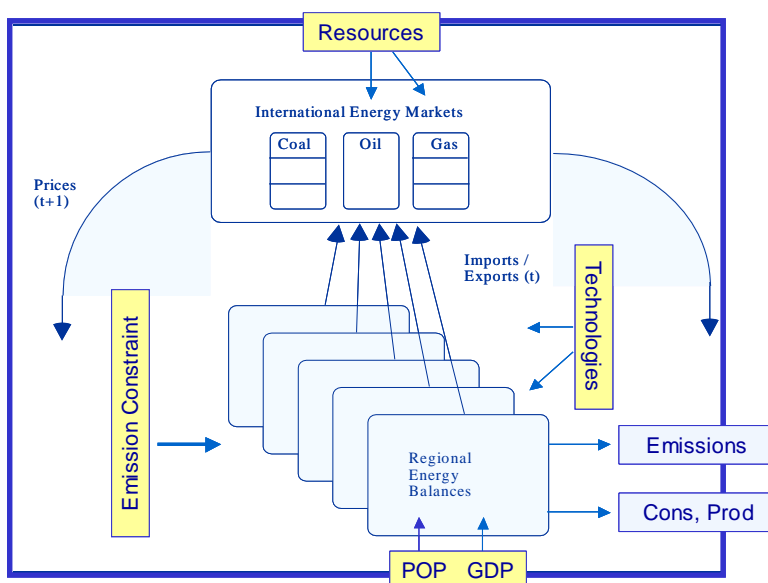 Resources
International Energy Markets
Coal
Oil
Gas
Prices
(t+1)
Imports /
Exports (t)
Technologies
Emission Constraint
Regional
Energy
Balances
Emissions
Cons, Prod
POP GDP